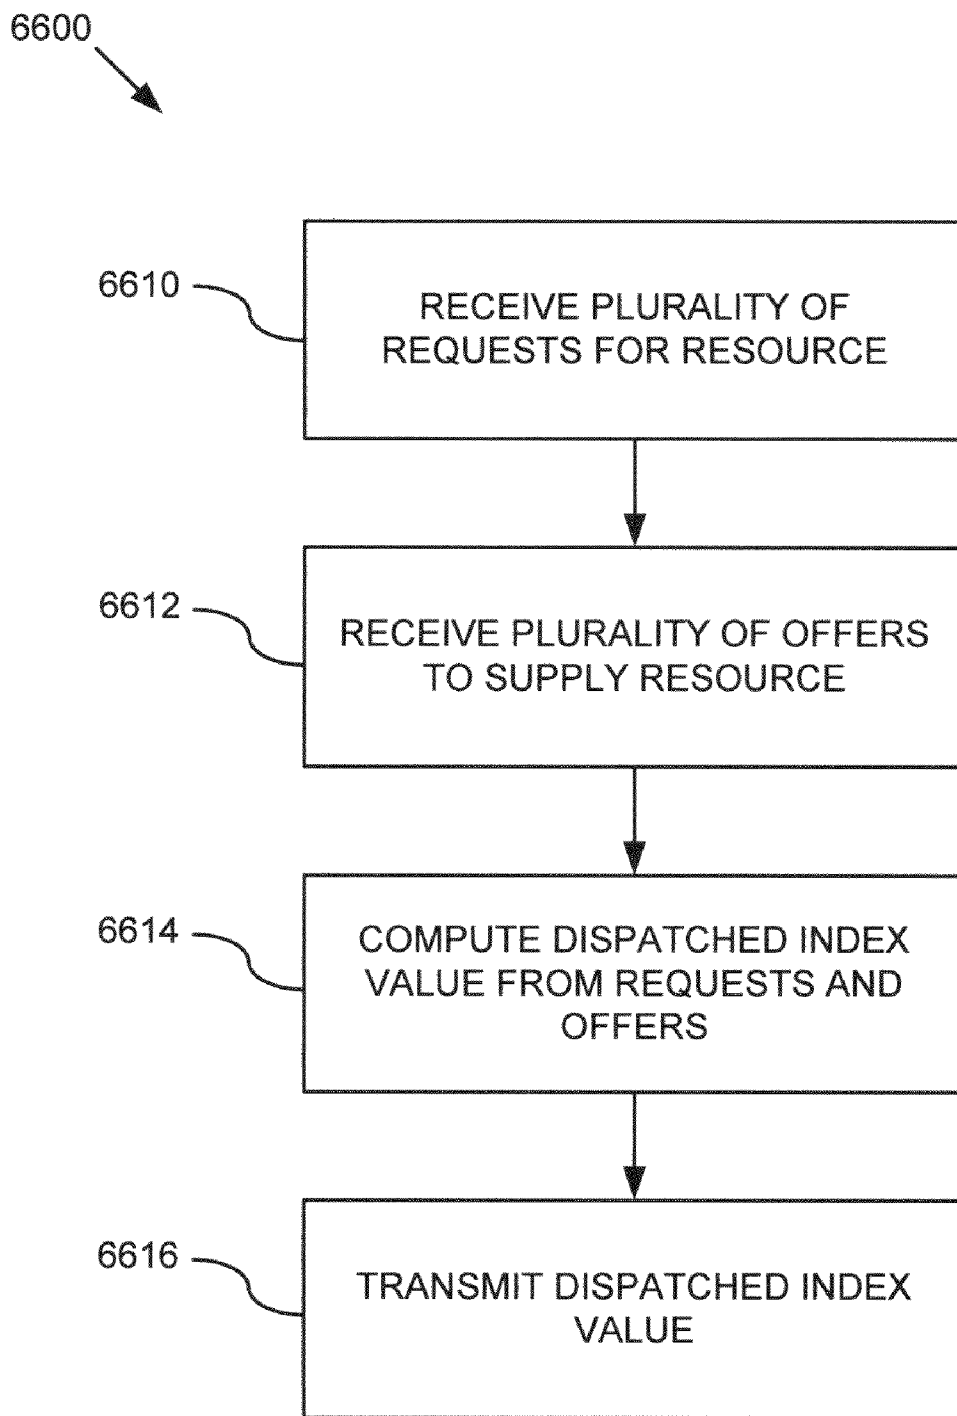 6600
6610
RECEIVE PLURALITY OF
REQUESTS FOR RESOURCE
6612
RECEIVE PLURALITY OF OFFERS
TO SUPPLY RESOURCE
6614
COMPUTE DISPATCHED INDEX
VALUE FROM REQUESTS AND
OFFERS
6616
TRANSMIT DISPATCHED INDEX
VALUE